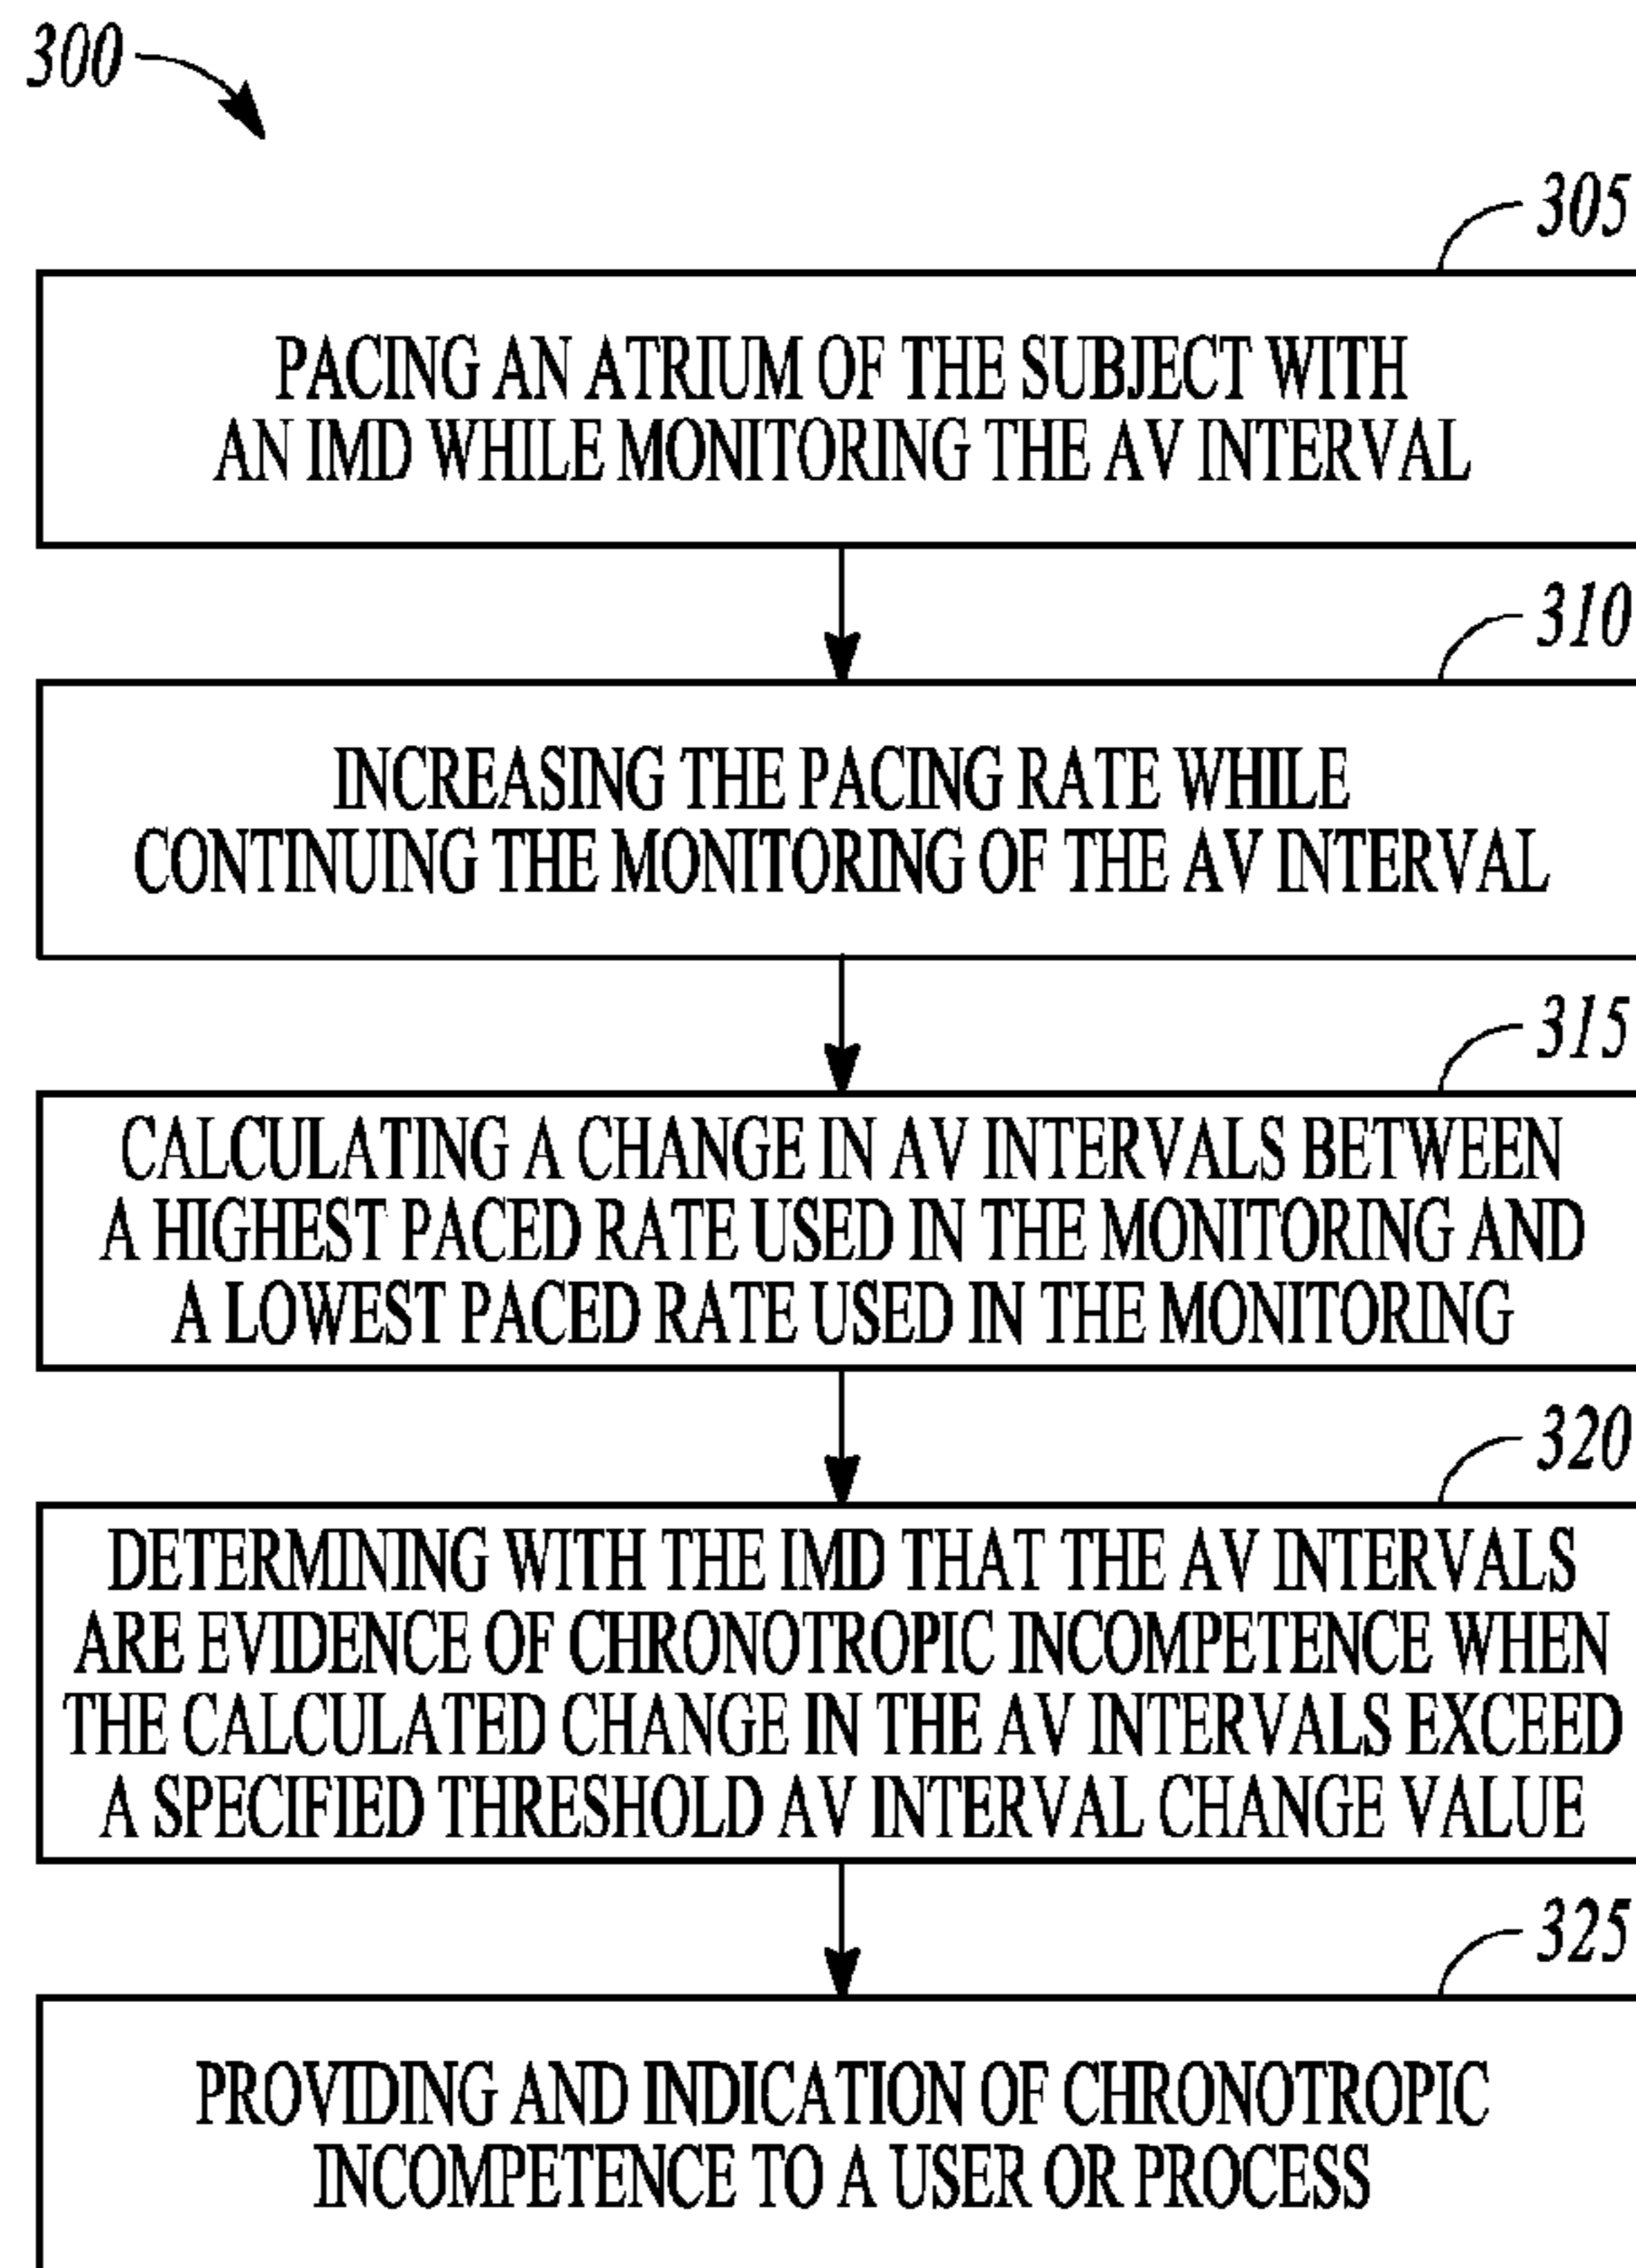 300
305
PACING AN ATRIUM OF THE SUBJECT WITH
AN IMD WHILE MONITORING THE AV INTERVAL
310
INCREASING THE PACING RATE WHILE
CONTINUING THE MONITORING OF THE AV INTERVAL
315
CALCULATING A CHANGE IN AV INTERVALS BETWEEN
A HIGHEST PACED RATE USED IN THE MONITORING AND
A LOWEST PACED RATE USED IN THE MONITORING
320
DETERMINING WITH THE IMD THAT THE AV INTERVALS
ARE EVIDENCE OF CHRONOTROPIC INCOMPETENCE WHEN
THE CALCULATED CHANGE IN THE AV INTERVALS EXCEED
A SPECIFIED THRESHOLD AV INTERVAL CHANGE VALUE
325
PROVIDING AND INDICATION OF CHRONOTROPIC
INCOMPETENCE TO A USER OR PROCESS